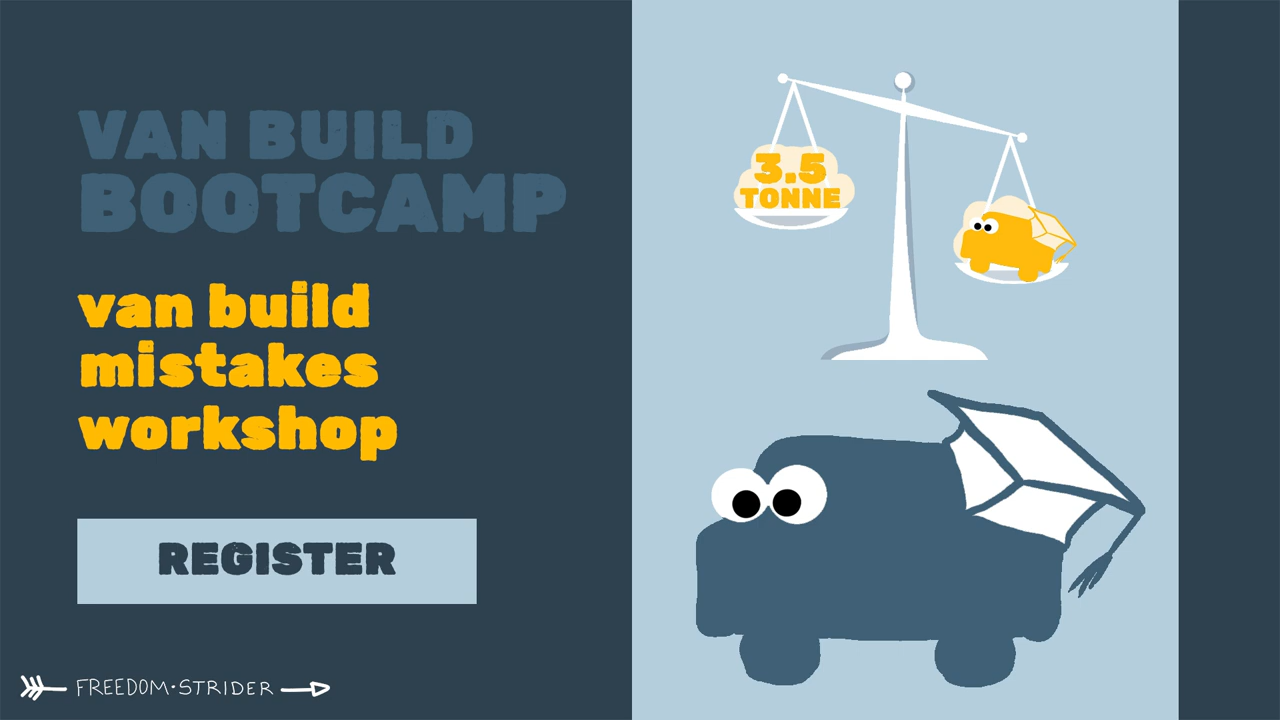 VAN BUILD
BOOTCAMP
van build
mistakes
workshop
REGISTER
FREEDOM·STRIDER
3.5
TONNE